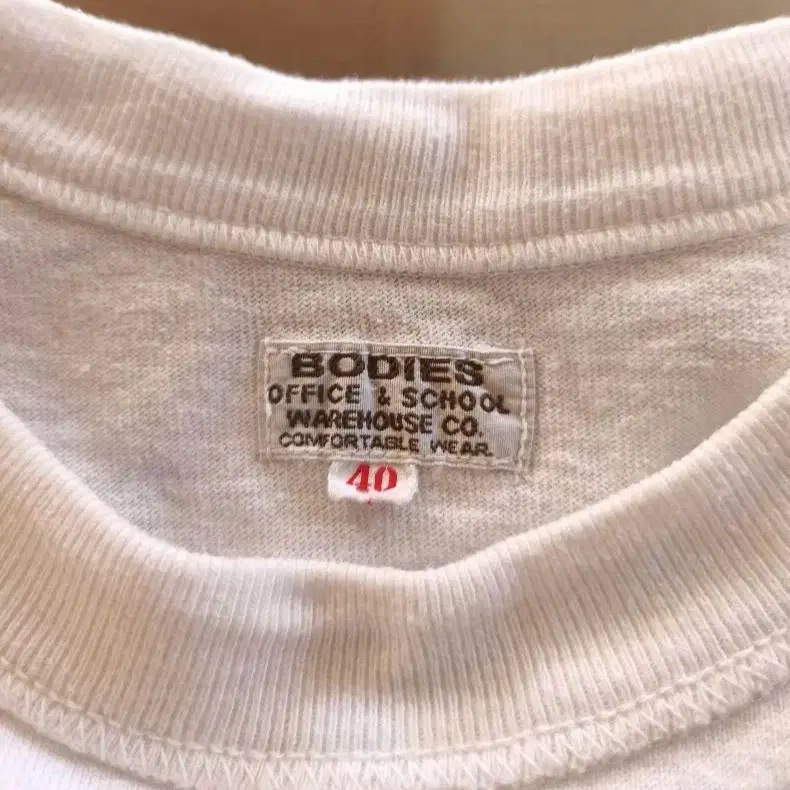 BODIES
OFFICE & SCHOOL
WAREHOUSE CO.
COMFORTABLE WEAR.
40